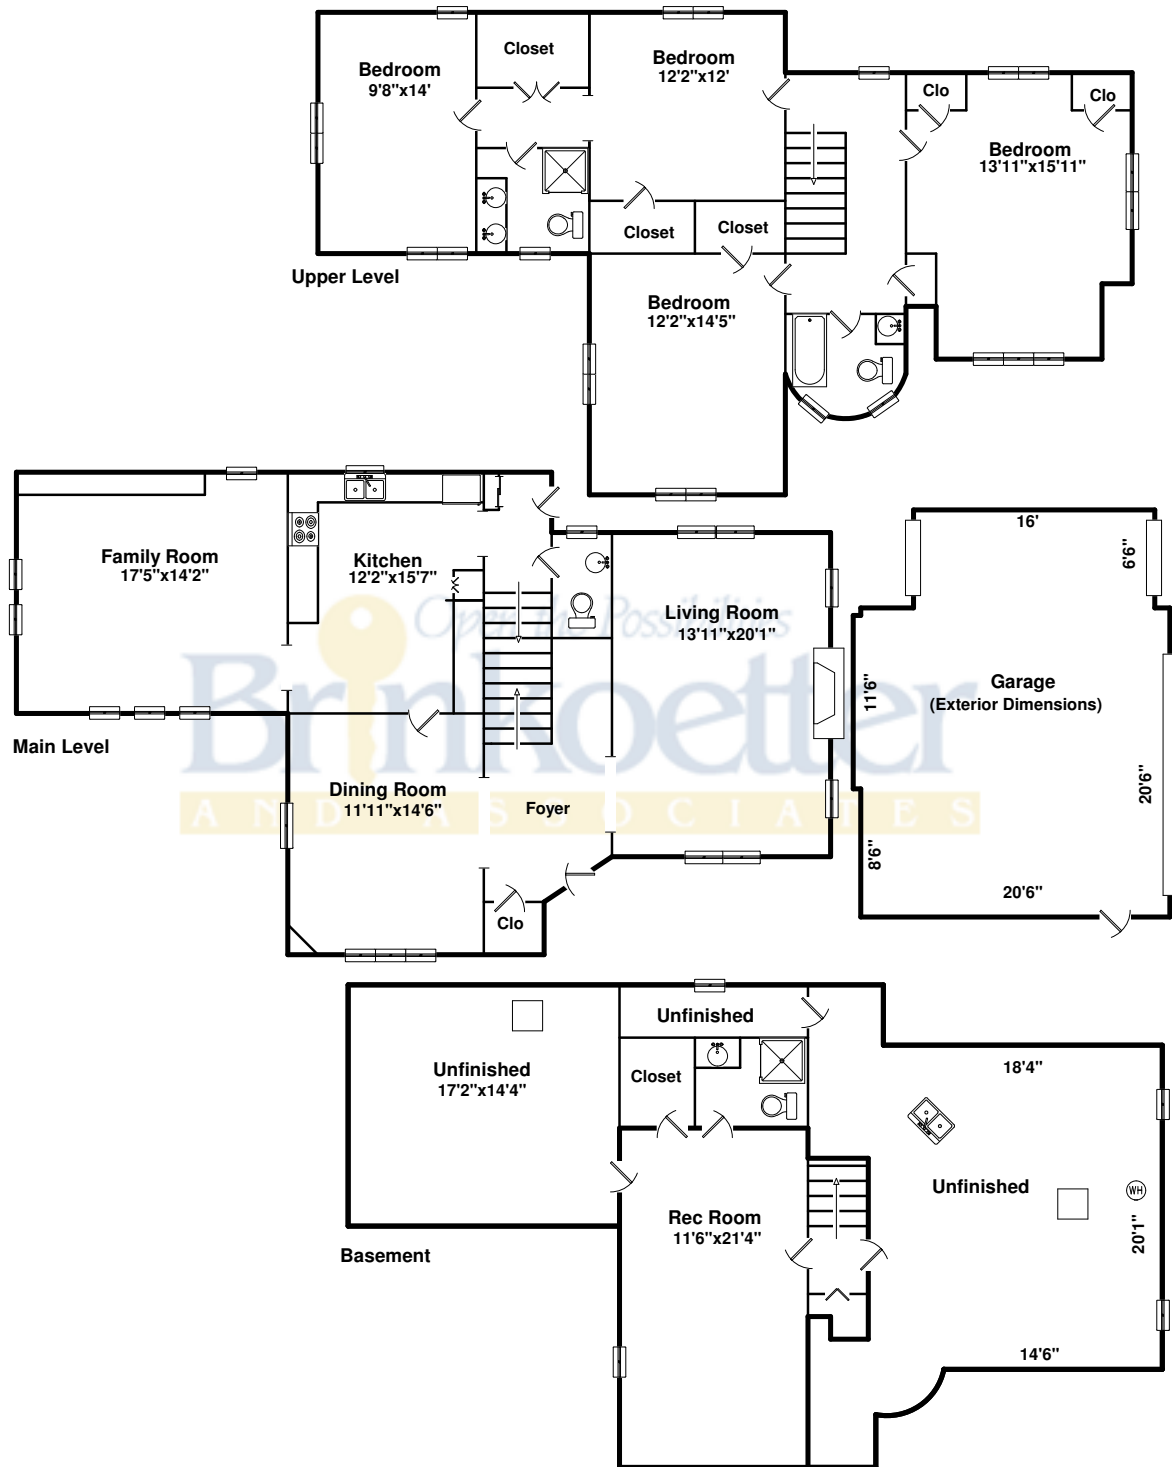 Closet
Bedroom
9'8"x14'
Bedroom
12'2"x12'
Clo
Clo
Bedroom
13'11"x15'11"
Closet
Closet
Upper Level
Bedroom
12'2"x14'5"
Family Room
17'5"x14'2"
Kitchen
12'2"x15'7"
Living Room
13'11"x20'1"
Open the Possibilities
Brinkoetter
AND ASSOCIATES
Main Level
Dining Room
11'11"x14'6"
Foyer
Clo
16'
6'6"
11'6"
Garage
(Exterior Dimensions)
20'6"
8'6"
20'6"
Unfinished
Unfinished
17'2"x14'4"
Closet
18'4"
Unfinished
WH
20'1"
Rec Room
11'6"x21'4"
Basement
14'6"